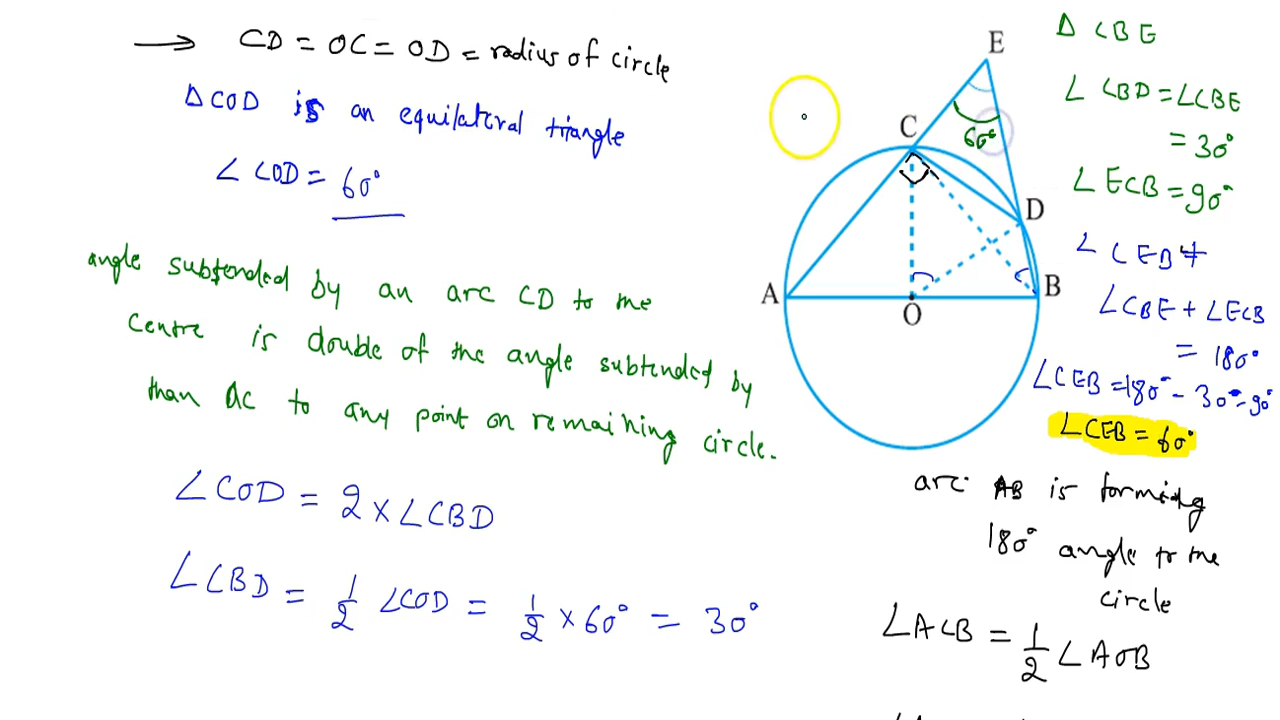 → CD = OC = OD = radius of circle
Δ COD is an equilateral triangle
∠ COD = 60°
angle subtended by an arc CD to the
Centre is double of the angle subtended by
than ac to any point on remaining circle.
∠COD = 2 × ∠CBD
∠CBD = 1/2 ∠COD = 1/2 × 60° = 30°
E
60°
C
D
A
O
B
Δ CBE
∠ CBD = ∠CBE
= 30°
∠ ECB = 90°
∠ CEB +
∠CBE + ∠ECB
= 180°
∠CEB = 180° - 30° - 90°
∠CEB = 60°
arc AB is forming
180° angle to the
circle
∠ACB = 1/2 ∠AOB